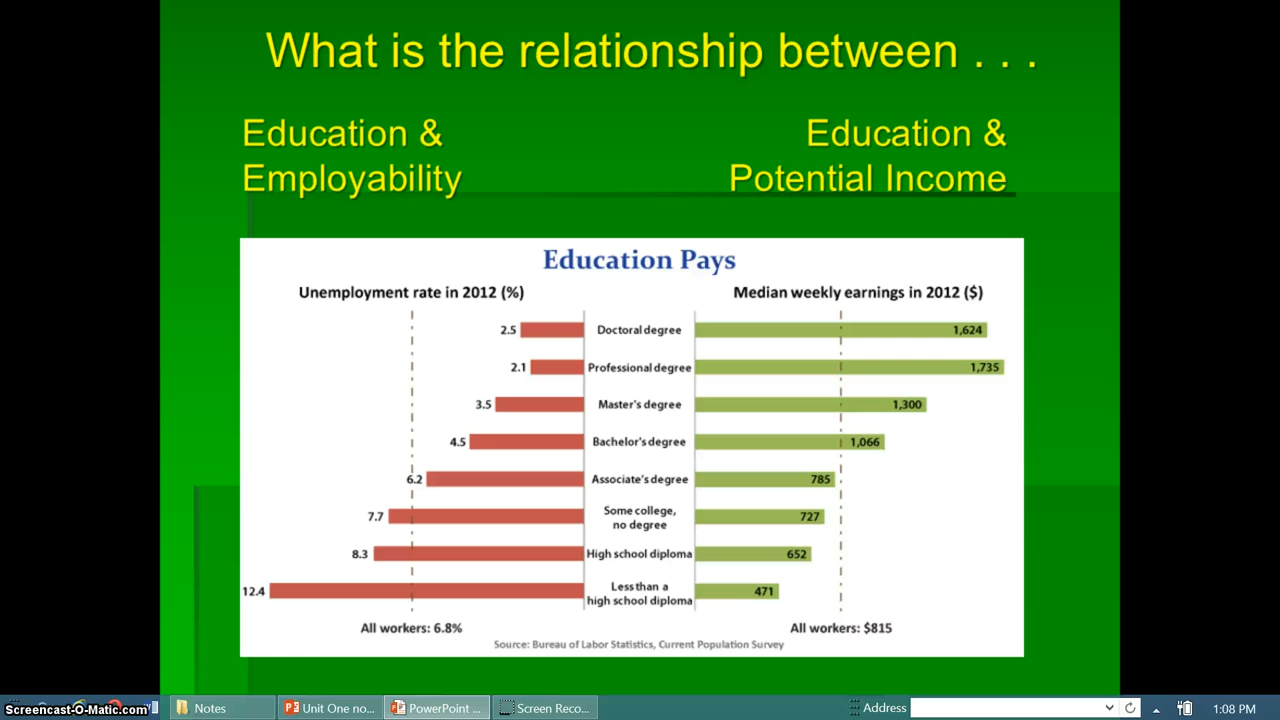 What is the relationship between . . .
Education &
Employability
Education &
Potential Income
Education Pays
Unemployment rate in 2012 (%)
Median weekly earnings in 2012 ($)
2.5 Doctoral degree 1,624
2.1 Professional degree 1,735
3.5 Master's degree 1,300
4.5 Bachelor's degree 1,066
6.2 Associate's degree 785
7.7 Some college, 727
no degree
8.3 High school diploma 652
12.4 Less than a 471
high school diploma
All workers: 6.8%
All workers: $815
Source: Bureau of Labor Statistics, Current Population Survey
Screencast-O-Matic.com
Notes
Unit One no...
PowerPoint ...
Screen Reco...
Address
1:08 PM